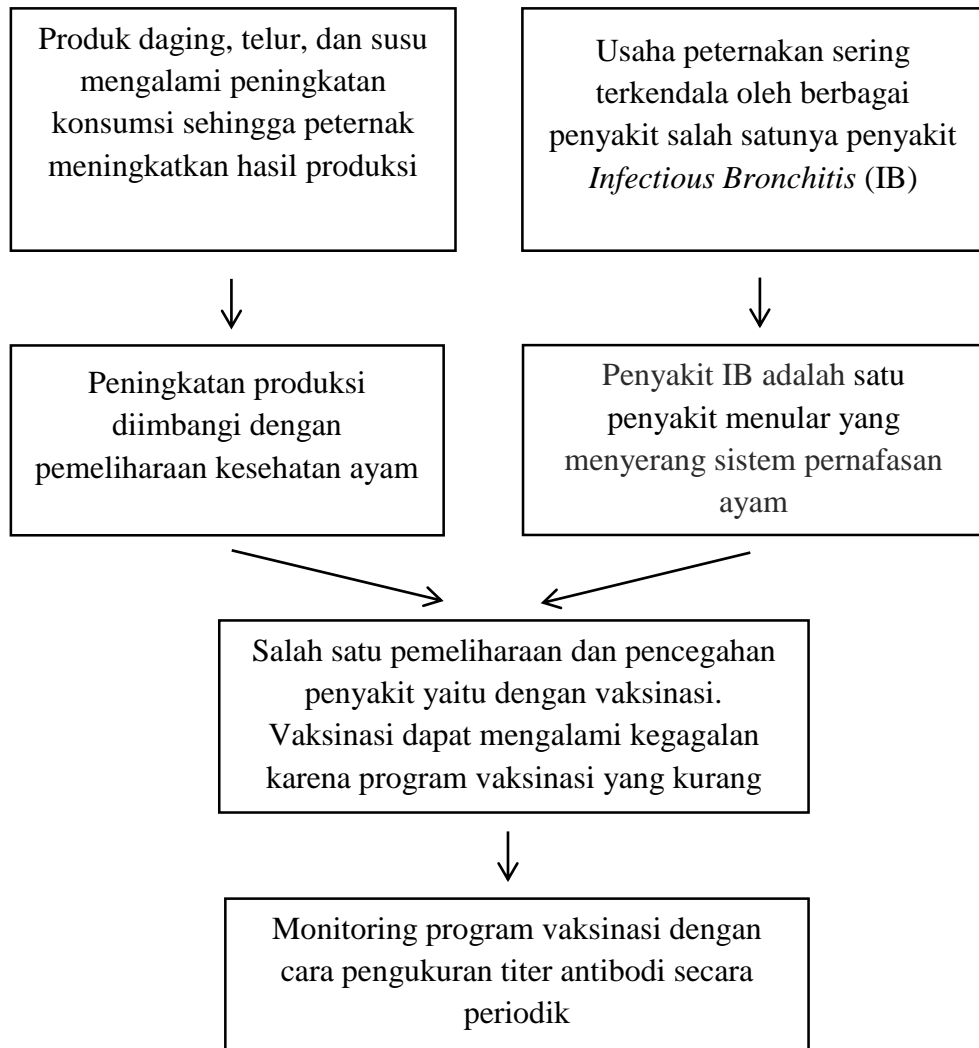 Produk daging, telur, dan susu
mengalami peningkatan
konsumsi sehingga peternak
meningkatkan hasil produksi
Usaha peternakan sering
terkendala oleh berbagai
penyakit salah satunya penyakit
Infectious Bronchitis (IB)
Peningkatan produksi
diimbangi dengan
pemeliharaan kesehatan ayam
Penyakit IB adalah satu
penyakit menular yang
menyerang sistem pernafasan
ayam
Salah satu pemeliharaan dan pencegahan
penyakit yaitu dengan vaksinasi.
Vaksinasi dapat mengalami kegagalan
karena program vaksinasi yang kurang
Monitoring program vaksinasi dengan
cara pengukuran titer antibodi secara
periodik